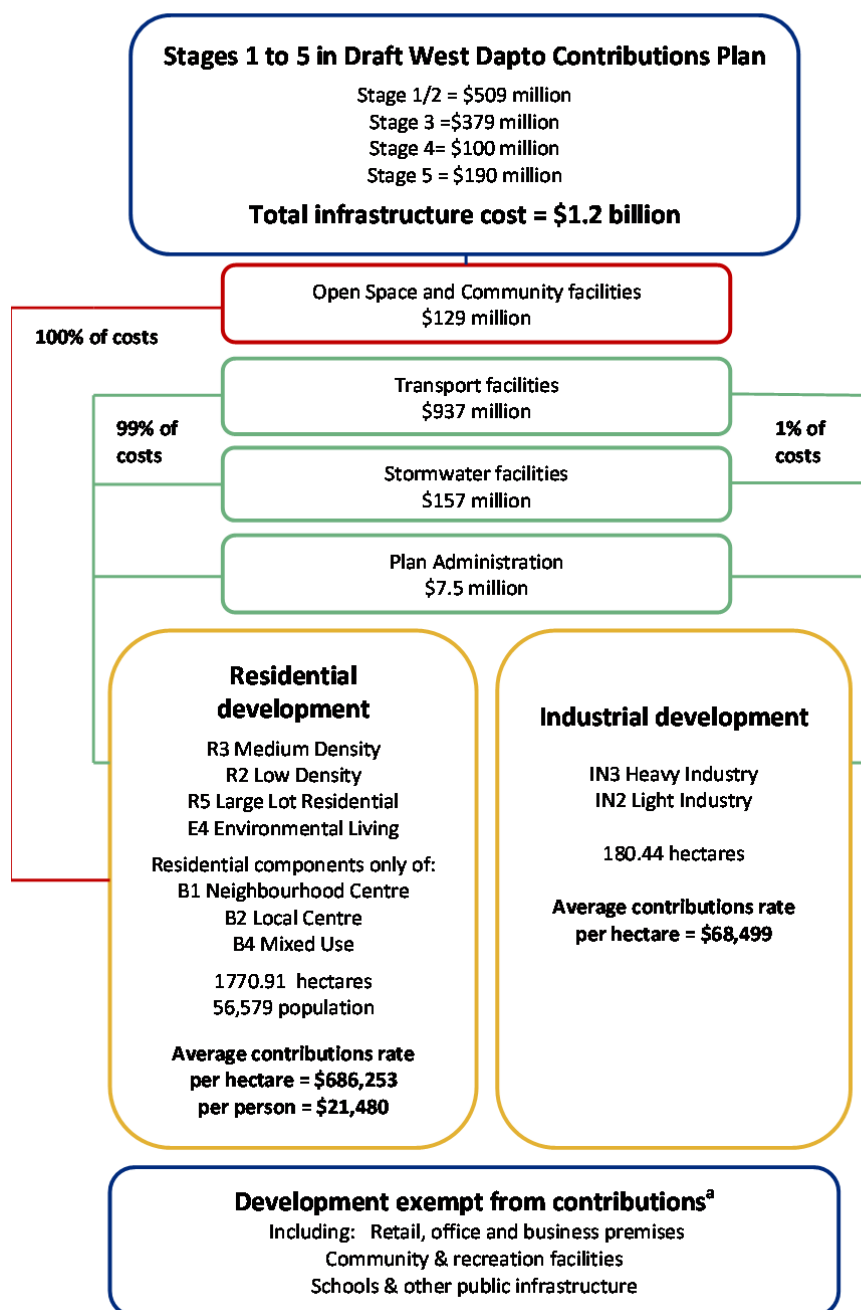 Stages 1 to 5 in Draft West Dapto Contributions Plan
Stage 1/2 = $509 million
Stage 3 =$379 million
Stage 4= $100 million
Stage 5 = $190 million
Total infrastructure cost = $1.2 billion
Open Space and Community facilities
$129 million
100% of costs
Transport facilities
$937 million
99% of
costs
1% of
costs
Stormwater facilities
$157 million
Plan Administration
$7.5 million
Residential
development
R3 Medium Density
R2 Low Density
R5 Large Lot Residential
E4 Environmental Living
Residential components only of:
B1 Neighbourhood Centre
B2 Local Centre
B4 Mixed Use
1770.91 hectares
56,579 population
Average contributions rate
per hectare = $686,253
per person = $21,480
Industrial development
IN3 Heavy Industry
IN2 Light Industry
180.44 hectares
Average contributions rate
per hectare = $68,499
Development exempt from contributionsᵃ
Including: Retail, office and business premises
Community & recreation facilities
Schools & other public infrastructure